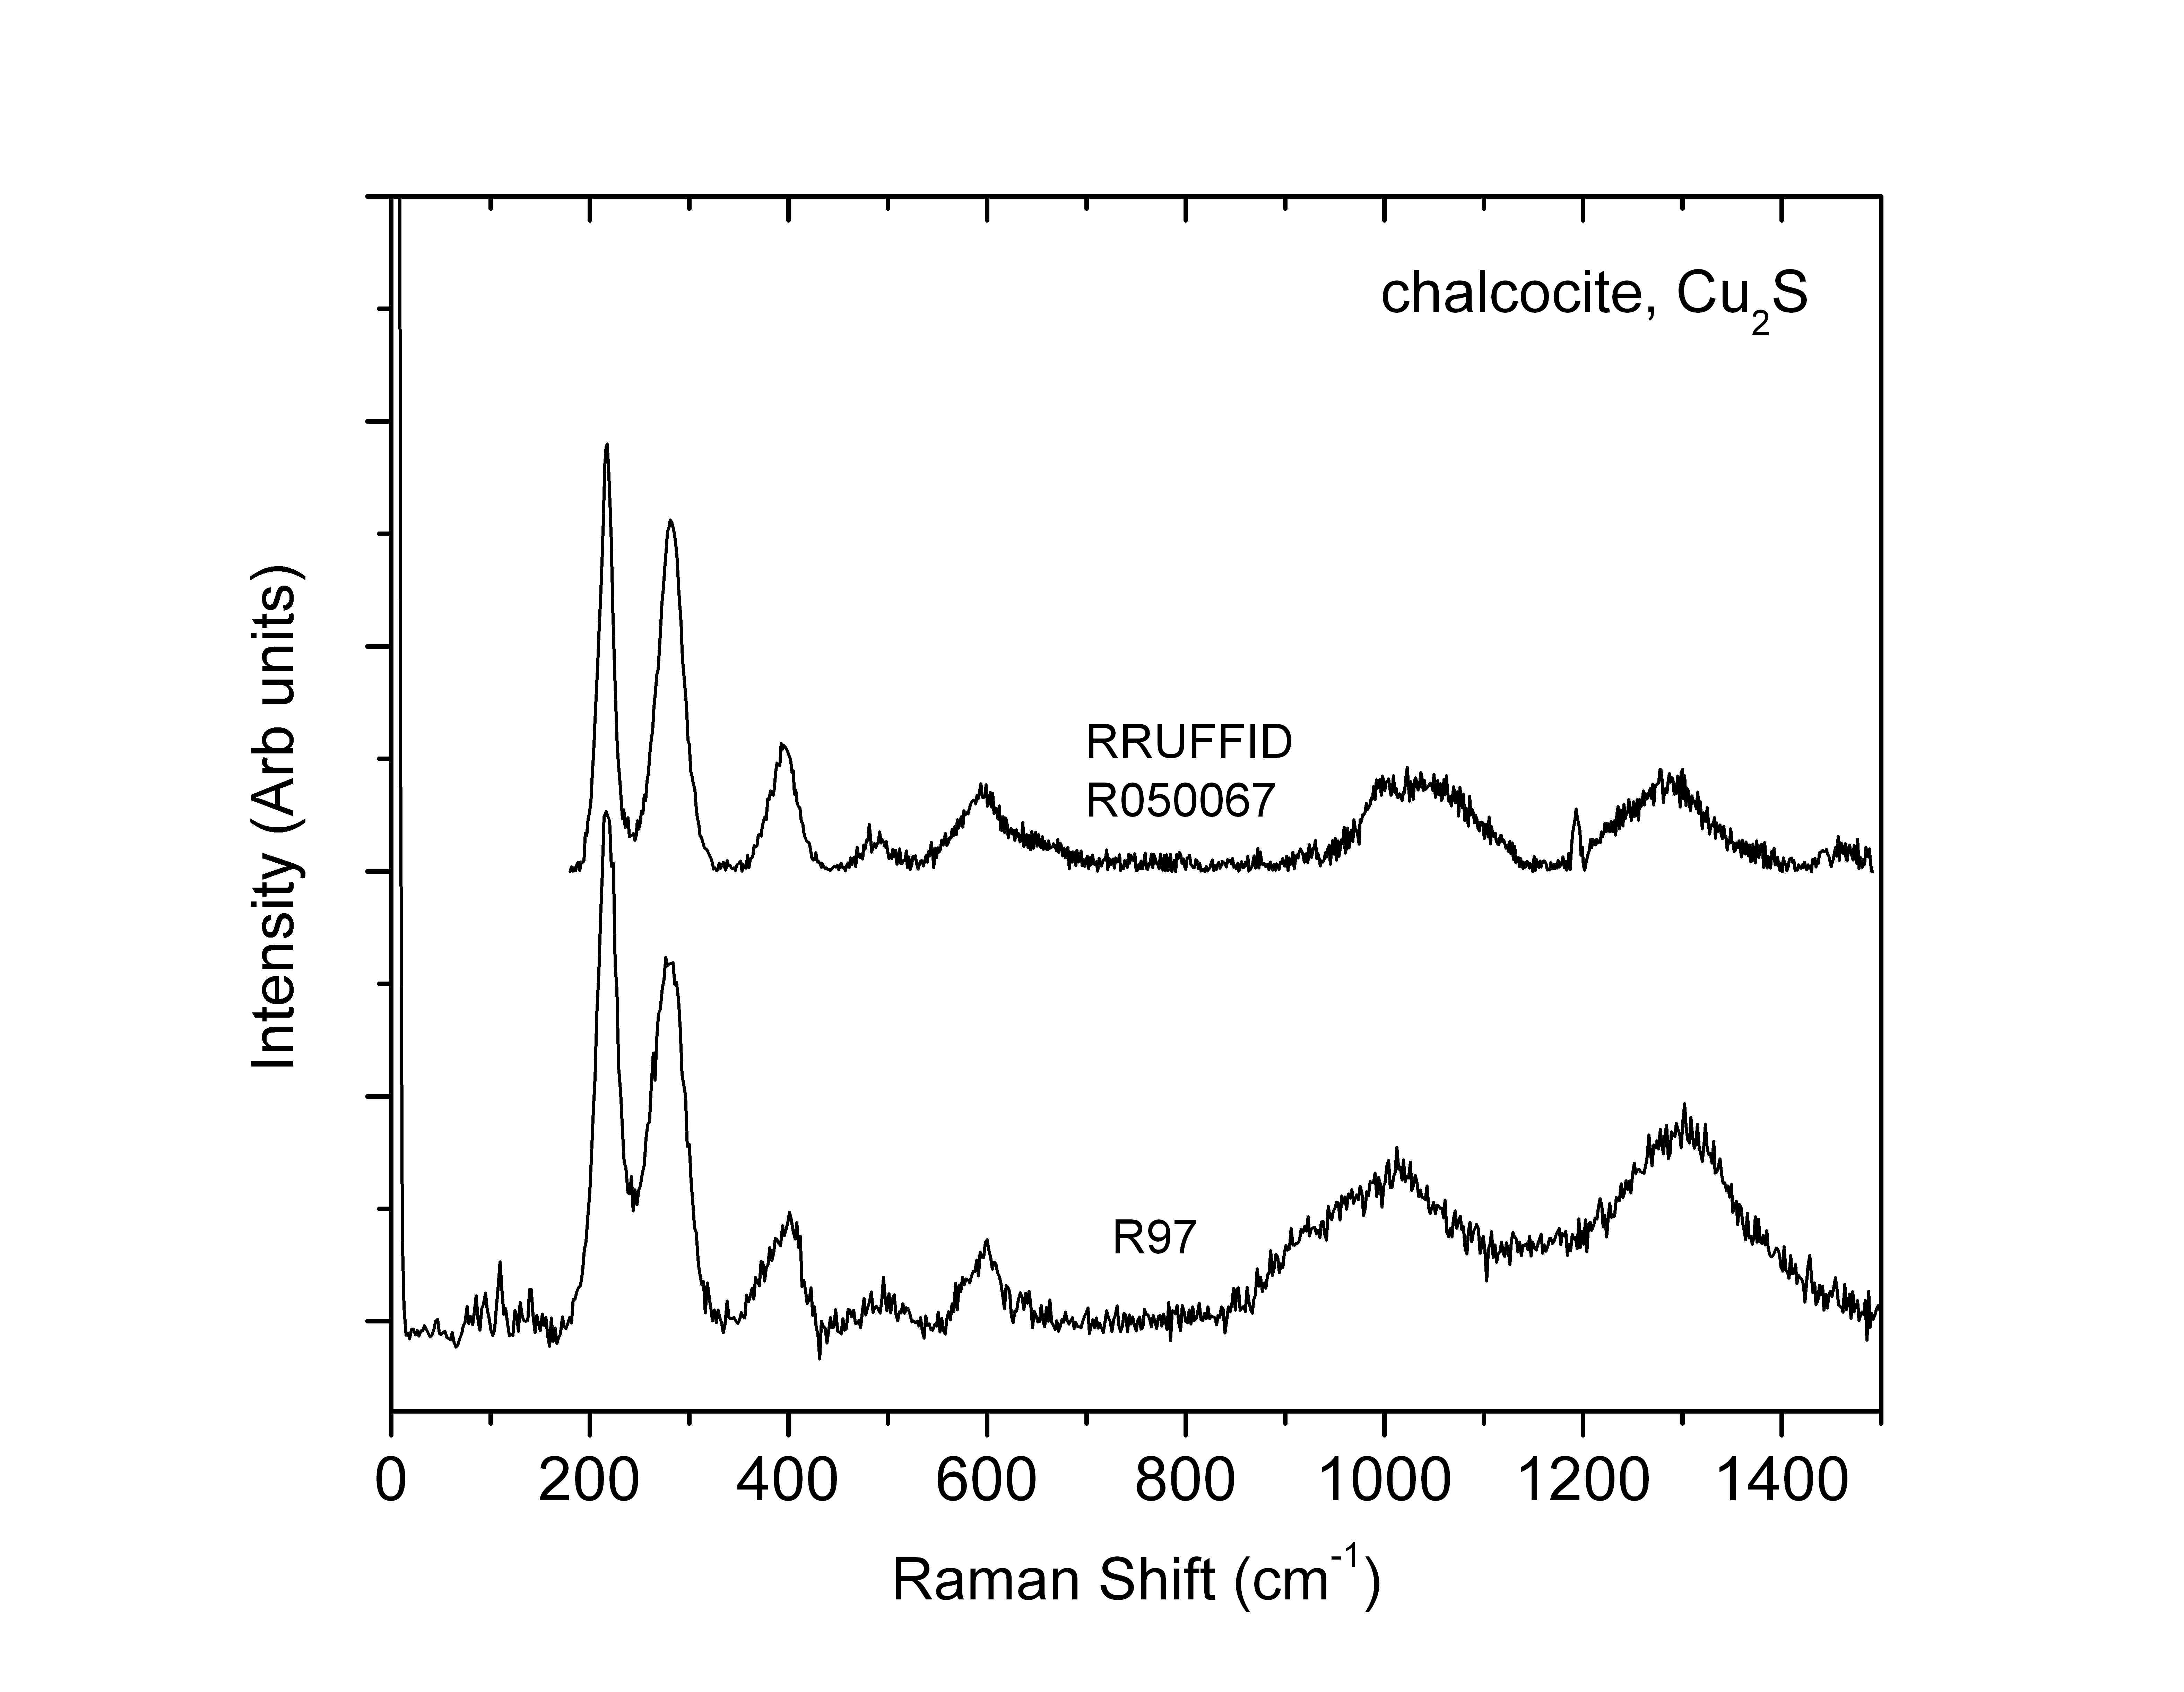 chalcocite, Cu₂S
Intensity (Arb units)
RRUFFID
R050067
R97
0 200 400 600 800 1000 1200 1400
Raman Shift (cm⁻¹)